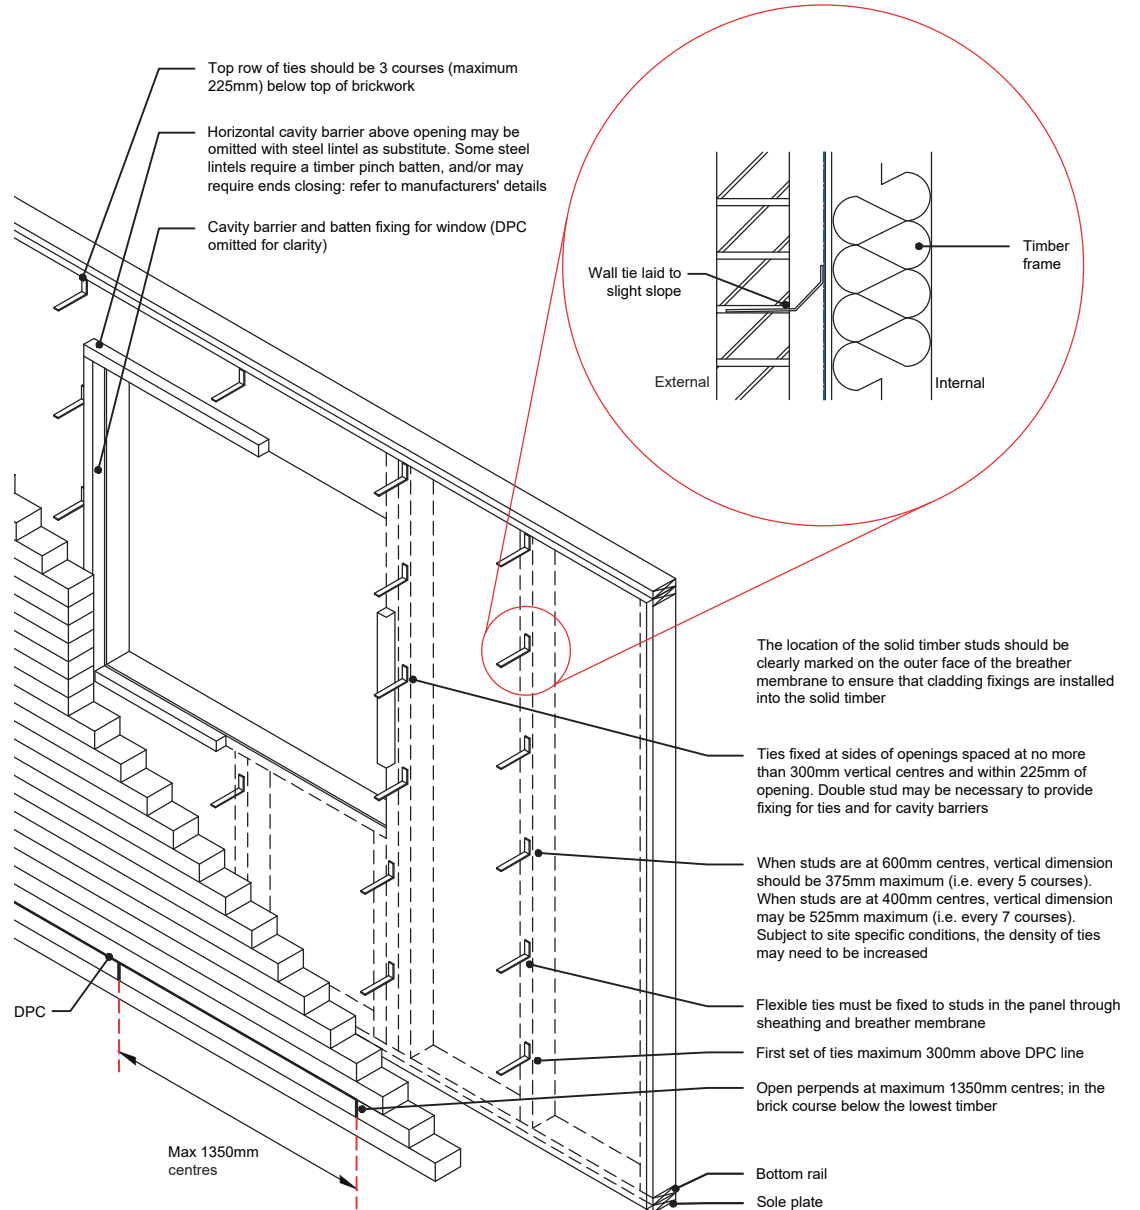 Top row of ties should be 3 courses (maximum
225mm) below top of brickwork
Horizontal cavity barrier above opening may be
omitted with steel lintel as substitute. Some steel
lintels require a timber pinch batten, and/or may
require ends closing: refer to manufacturers' details
Cavity barrier and batten fixing for window (DPC
omitted for clarity)
Wall tie laid to
slight slope
Timber
frame
External
Internal
The location of the solid timber studs should be
clearly marked on the outer face of the breather
membrane to ensure that cladding fixings are installed
into the solid timber
Ties fixed at sides of openings spaced at no more
than 300mm vertical centres and within 225mm of
opening. Double stud may be necessary to provide
fixing for ties and for cavity barriers
When studs are at 600mm centres, vertical dimension
should be 375mm maximum (i.e. every 5 courses).
When studs are at 400mm centres, vertical dimension
may be 525mm maximum (i.e. every 7 courses).
Subject to site specific conditions, the density of ties
may need to be increased
DPC
Flexible ties must be fixed to studs in the panel through
sheathing and breather membrane
First set of ties maximum 300mm above DPC line
Open perpends at maximum 1350mm centres; in the
brick course below the lowest timber
Max 1350mm
centres
Bottom rail
Sole plate